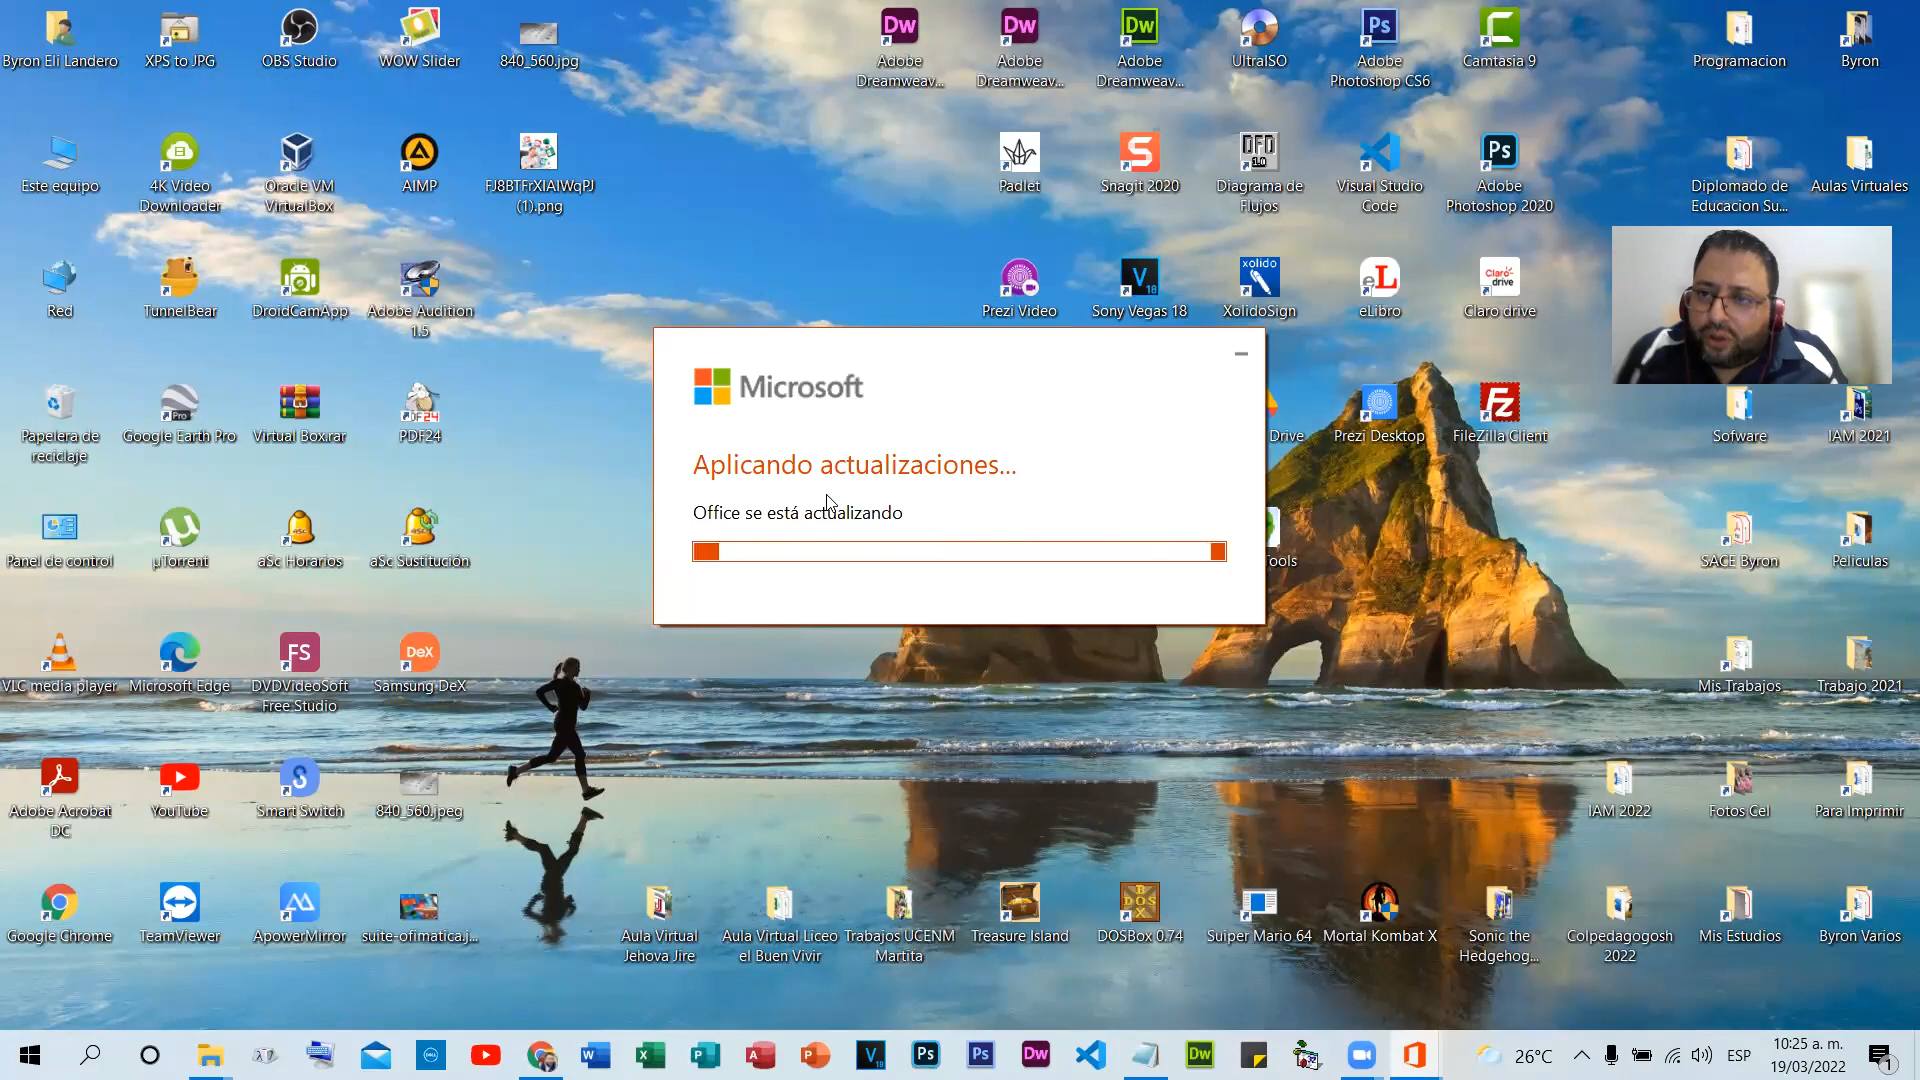 Byron Eli Landero
XPS to JPG
OBS Studio
WOW Slider
840_560.jpg
Adobe
Dreamweav...
Adobe
Dreamweav...
Adobe
Dreamweav...
UltraISO
Adobe
Photoshop CS6
Camtasia 9
Programacion
Byron
Este equipo
4K Video
Downloader
Oracle VM
VirtualBox
AIMP
FJ8BTFrXIAIWqPJ
(1).png
Padlet
Snagit 2020
Diagrama de
Flujos
Visual Studio
Code
Adobe
Photoshop 2020
Diplomado de
Educacion Su...
Aulas Virtuales
Red
TunnelBear
DroidCamApp
Adobe Audition
1.5
Prezi Video
Sony Vegas 18
XolidoSign
eLibro
Claro drive
Microsoft
Aplicando actualizaciones...
Office se está actualizando
Papelera de
reciclaje
Google Earth Pro
Virtual Box.rar
PDF24
Drive
Prezi Desktop
FileZilla Client
Sofware
IAM 2021
Panel de control
µTorrent
aSc Horarios
aSc Sustitución
Tools
SACE Byron
Peliculas
VLC media player
Microsoft Edge
DVDVideoSoft
Free Studio
Samsung DeX
Mis Trabajos
Trabajo 2021
Adobe Acrobat
DC
YouTube
Smart Switch
840_560.jpeg
IAM 2022
Fotos Cel
Para Imprimir
Google Chrome
TeamViewer
ApowerMirror
suite-ofimatica.j...
Aula Virtual
Jehova Jire
Aula Virtual Liceo
el Buen Vivir
Trabajos UCENM
Martita
Treasure Island
DOSBox 0.74
Suiper Mario 64
Mortal Kombat X
Sonic the
Hedgehog...
Colpedagogosh
2022
Mis Estudios
Byron Varios
26°C
ESP
10:25 a. m.
19/03/2022